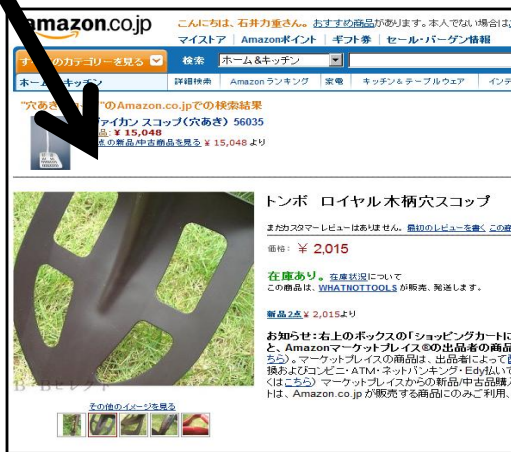 amazon.co.jp
こんにちは、石井力重さん。おすすめ商品があります。本人でない場合は
マイストア | Amazonポイント | ギフト券 | セール・バーゲン情報
のカテゴリーを見る 検索 ホーム&キッチン
詳細検索 Amazon ランキング 家電 キッチン&テーブルウェア インテ
"穴あき "のAmazon.co.jpでの検索結果
ァイカン スコップ(穴あき) 56035
品: ¥ 15,048
点の新品/中古商品を見る ¥ 15,048 より
トンボ ロイヤル木柄穴スコップ
まだカスタマーレビューはありません。最初のレビューを書く この商
価格: ¥ 2,015
在庫あり。在庫状況について
この商品は、WHATNOTTOOLS が販売、発送します。
新品2点¥ 2,015より
お知らせ:右上のボックスの「ショッピングカートに
と、Amazonマーケットプレイス®の出品者の商品
ちら)。マーケットプレイスの商品は、出品者によって
換およびコンビニ・ATM・ネットバンキング・Edy払いで
くはこちら) マーケットプレイスからの新品/中古品購入
トは、Amazon.co.jp が販売する商品にのみご利用、
その他のイメージを見る